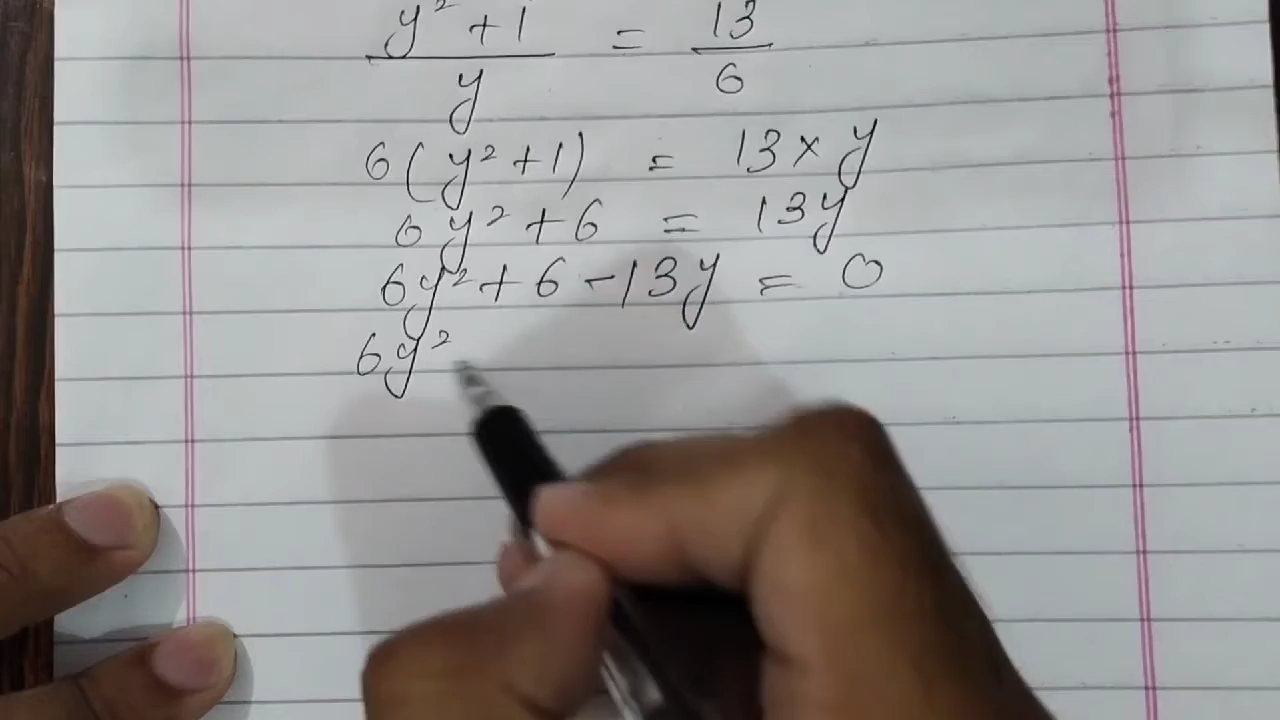 y² + 1 / y = 13 / 6
6(y² + 1) = 13 × y
6y² + 6 = 13y
6y² + 6 - 13y = 0
6y²